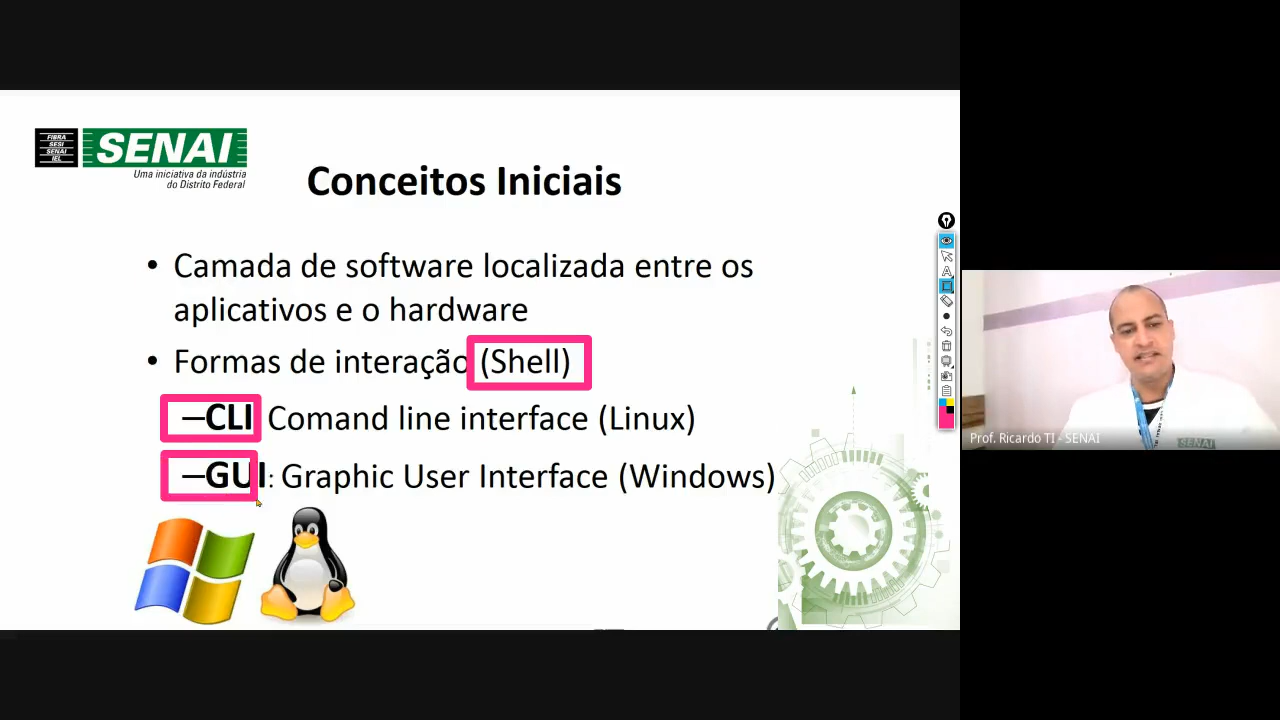 FIBRA
SESI
SENAI
IEL
SENAI
Uma iniciativa da indústria
do Distrito Federal
Conceitos Iniciais
• Camada de software localizada entre os
aplicativos e o hardware
• Formas de interação (Shell)
–CLI Comand line interface (Linux)
–GUI: Graphic User Interface (Windows)
Prof. Ricardo TI - SENAI
SENAI